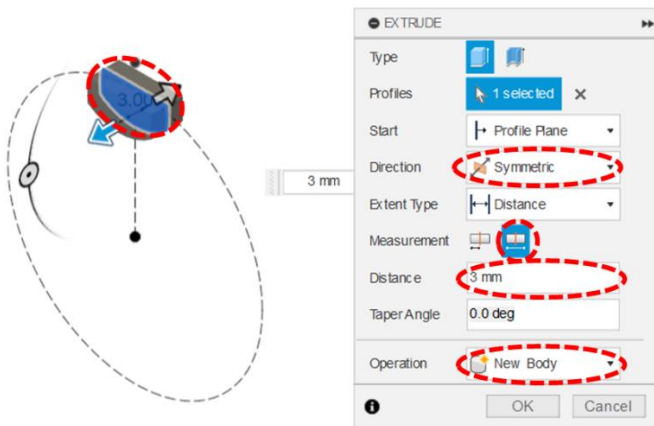 EXTRUDE
Type
Profiles 1 selected
Start Profile Plane
Direction Symmetric
Extent Type Distance
Measurement
Distance 3 mm
Taper Angle 0.0 deg
Operation New Body
OK Cancel
3.00
3 mm